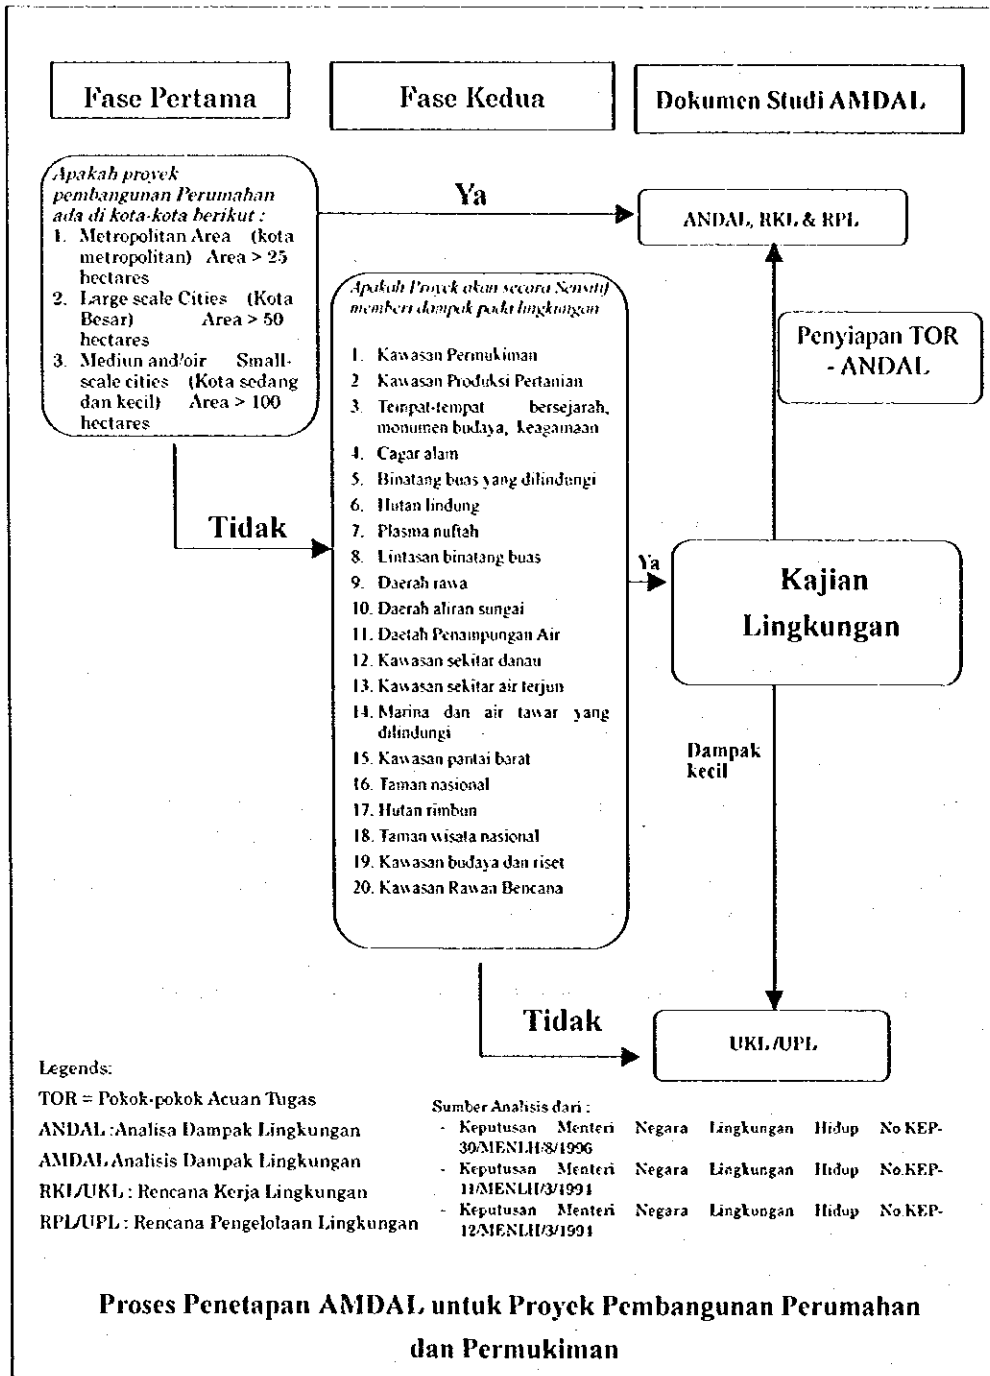 Fase Pertama
Fase Kedua
Dokumen Studi AMDAL
Apakah proyek
pembangunan Perumahan
ada di kota-kota berikut :
1. Metropolitan Area (kota
metropolitan) Area > 25
hectares
2. Large scale Cities (Kota
Besar) Area > 50
hectares
3. Mediun and/oir Small-
scale cities (Kota sedang
dan kecil) Area > 100
hectares
Ya
ANDAL, RKL & RPL
Apakah Proyek akan secara Sensitif
memberi dampak pada lingkungan
1. Kawasan Permukiman
2 Kawasan Produksi Pertanian
3. Tempat-tempat bersejarah,
monumen budaya, keagamaan
4. Cagar alam
5. Binatang buas yang dilindungi
6. Hutan lindung
7. Plasma nuftah
8. Lintasan binatang buas
9. Daerah rawa
10. Daerah aliran sungai
11. Daetah Penampungan Air
12. Kawasan sekitar danau
13. Kawasan sekitar air terjun
14. Marina dan air tawar yang
dilindungi
15. Kawasan pantai barat
16. Taman nasional
17. Hutan rimbun
18. Taman wisata nasional
19. Kawasan budaya dan riset
20. Kawasan Rawan Bencana
Tidak
Penyiapan TOR
- ANDAL
Ya
Kajian
Lingkungan
Dampak
kecil
Tidak
UKL/UPL
Legends:
TOR = Pokok-pokok Acuan Tugas
ANDAL :Analisa Dampak Lingkungan
AMDAL Analisis Dampak Lingkungan
RKL/UKL : Rencana Kerja Lingkungan
RPL/UPL : Rencana Pengelolaan Lingkungan
Sumber Analisis dari :
- Keputusan Menteri Negara Lingkungan Hidup No.KEP-
30/MENLH/8/1996
- Keputusan Menteri Negara Lingkungan Hidup No.KEP-
11/MENLH/3/1994
- Keputusan Menteri Negara Lingkungan Hidup No.KEP-
12/MENLH/3/1994
Proses Penetapan AMDAL untuk Proyek Pembangunan Perumahan
dan Permukiman